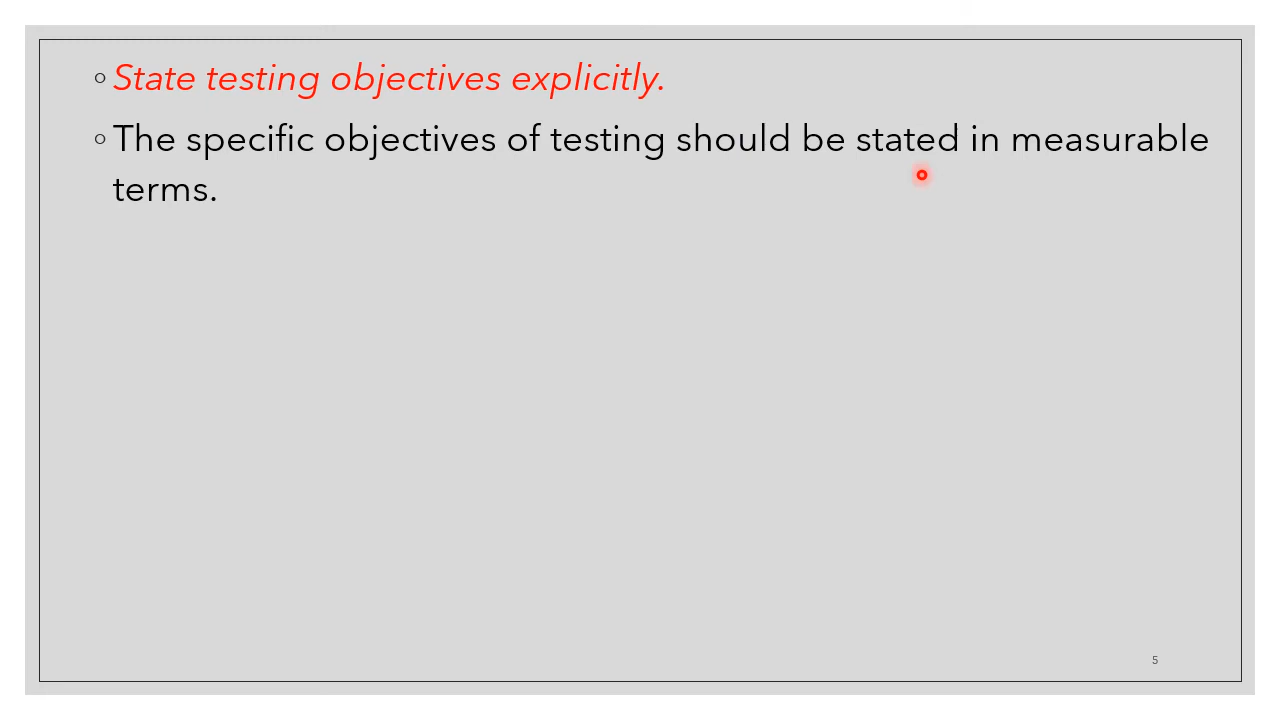 ◦ State testing objectives explicitly.
◦ The specific objectives of testing should be stated in measurable
terms.
5